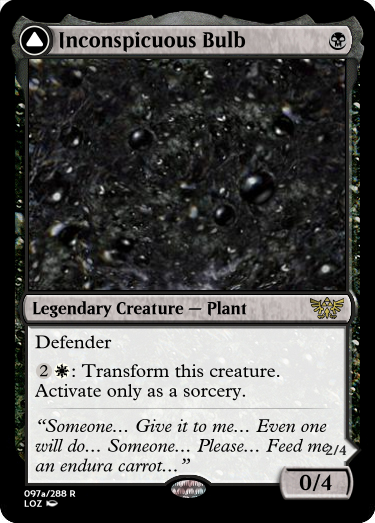 Inconspicuous Bulb
Legendary Creature — Plant
Defender
2 : Transform this creature.
Activate only as a sorcery.
“Someone… Give it to me… Even one
will do… Someone… Please… Feed me
an endura carrot…”
2/4
0/4
097a/288 R
LOZ